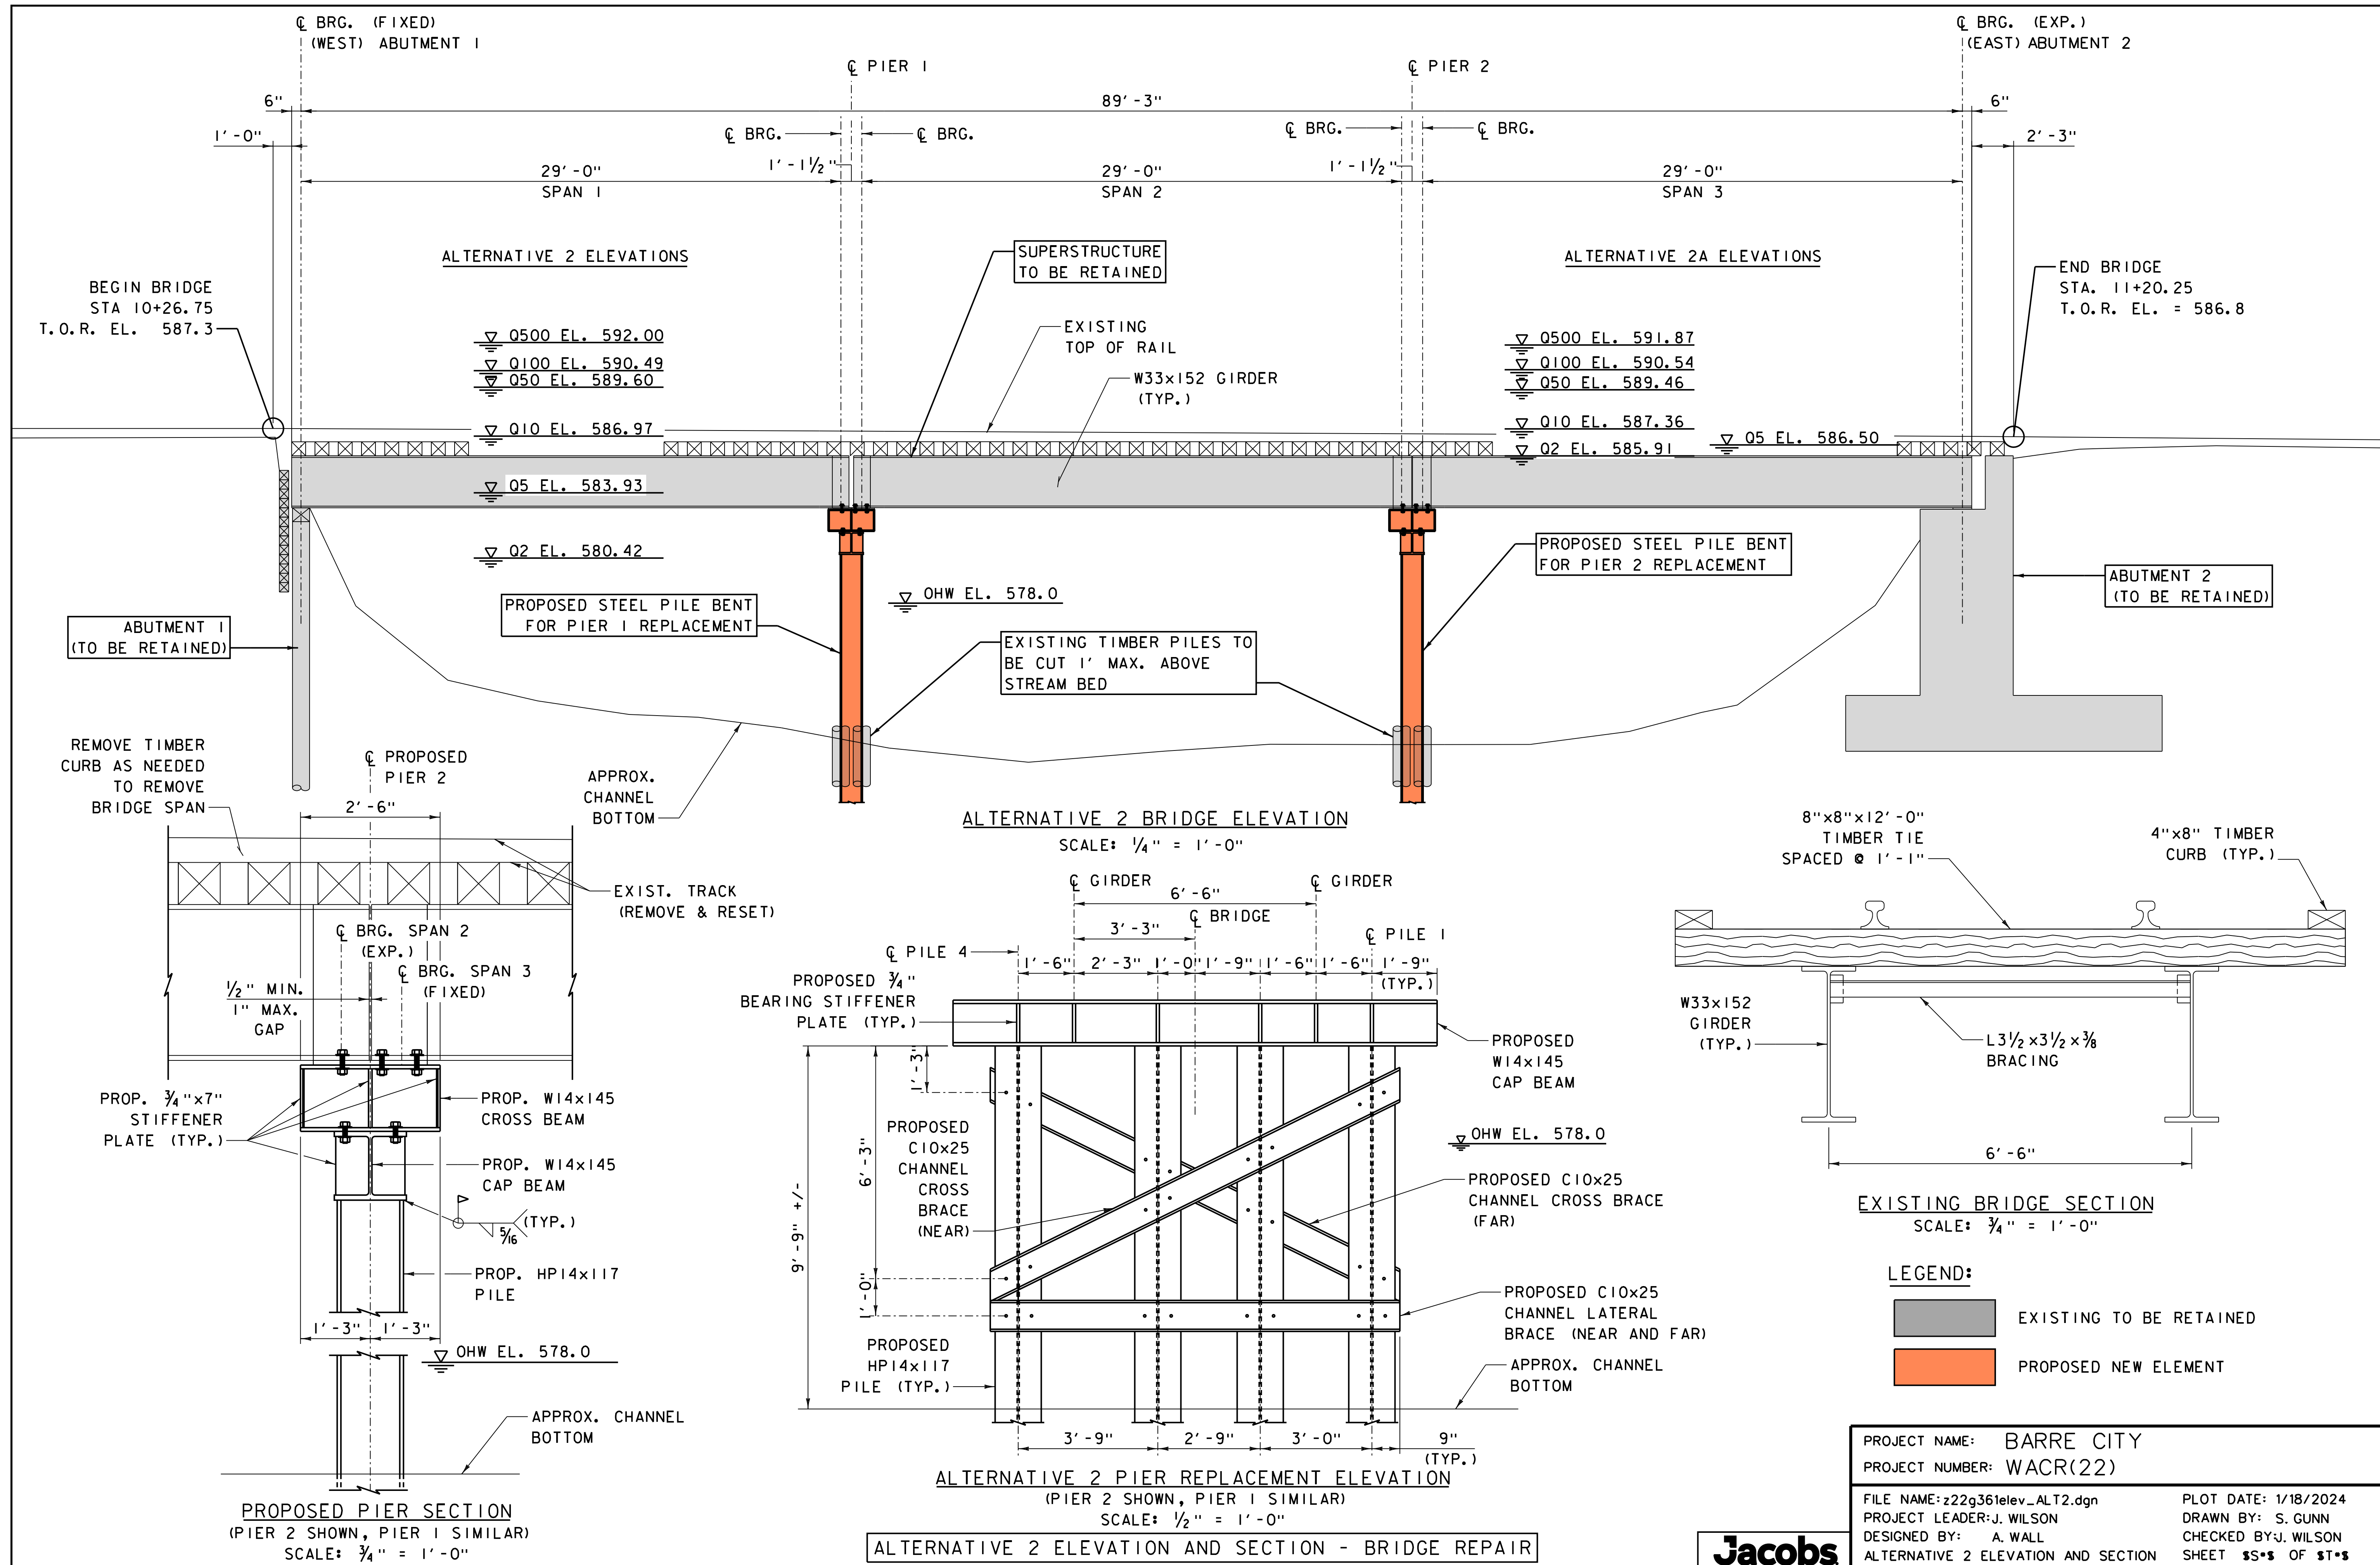 ℄ BRG. (FIXED)
(WEST) ABUTMENT 1
℄ PIER 1
℄ PIER 2
℄ BRG. (EXP.)
(EAST) ABUTMENT 2
6"
89'-3"
6"
1'-0"
℄ BRG.
℄ BRG.
℄ BRG.
℄ BRG.
2'-3"
29'-0"
SPAN 1
1'-1½"
29'-0"
SPAN 2
1'-1½"
29'-0"
SPAN 3
ALTERNATIVE 2 ELEVATIONS
SUPERSTRUCTURE
TO BE RETAINED
ALTERNATIVE 2A ELEVATIONS
BEGIN BRIDGE
STA 10+26.75
T.O.R. EL. 587.3
END BRIDGE
STA. 11+20.25
T.O.R. EL. = 586.8
Q500 EL. 592.00
Q100 EL. 590.49
Q50 EL. 589.60
Q10 EL. 586.97
Q5 EL. 583.93
Q2 EL. 580.42
EXISTING
TOP OF RAIL
W33x152 GIRDER
(TYP.)
Q500 EL. 591.87
Q100 EL. 590.54
Q50 EL. 589.46
Q10 EL. 587.36
Q2 EL. 585.91
Q5 EL. 586.50
ABUTMENT 1
(TO BE RETAINED)
PROPOSED STEEL PILE BENT
FOR PIER 1 REPLACEMENT
OHW EL. 578.0
EXISTING TIMBER PILES TO
BE CUT 1' MAX. ABOVE
STREAM BED
PROPOSED STEEL PILE BENT
FOR PIER 2 REPLACEMENT
ABUTMENT 2
(TO BE RETAINED)
APPROX.
CHANNEL
BOTTOM
ALTERNATIVE 2 BRIDGE ELEVATION
SCALE: ¼" = 1'-0"
REMOVE TIMBER
CURB AS NEEDED
TO REMOVE
BRIDGE SPAN
℄ PROPOSED
PIER 2
2'-6"
EXIST. TRACK
(REMOVE & RESET)
℄ BRG. SPAN 2
(EXP.)
℄ BRG. SPAN 3
(FIXED)
½" MIN.
1" MAX.
GAP
PROP. ¾"x7"
STIFFENER
PLATE (TYP.)
PROP. W14x145
CROSS BEAM
PROP. W14x145
CAP BEAM
(TYP.)
5/16
PROP. HP14x117
PILE
1'-3"
1'-3"
OHW EL. 578.0
APPROX. CHANNEL
BOTTOM
PROPOSED PIER SECTION
(PIER 2 SHOWN, PIER 1 SIMILAR)
SCALE: ¾" = 1'-0"
℄ GIRDER
℄ GIRDER
6'-6"
℄ BRIDGE
3'-3"
℄ PILE 4
℄ PILE 1
1'-6"
2'-3"
1'-0"
1'-9"
1'-6"
1'-6"
1'-9"
(TYP.)
PROPOSED ¾"
BEARING STIFFENER
PLATE (TYP.)
PROPOSED
W14x145
CAP BEAM
1'-3"
6'-3"
1'-0"
9'-9" +/-
PROPOSED
C10x25
CHANNEL
CROSS
BRACE
(NEAR)
OHW EL. 578.0
PROPOSED C10x25
CHANNEL CROSS BRACE
(FAR)
PROPOSED C10x25
CHANNEL LATERAL
BRACE (NEAR AND FAR)
PROPOSED
HP14x117
PILE (TYP.)
APPROX. CHANNEL
BOTTOM
3'-9"
2'-9"
3'-0"
9"
(TYP.)
ALTERNATIVE 2 PIER REPLACEMENT ELEVATION
(PIER 2 SHOWN, PIER 1 SIMILAR)
SCALE: ½" = 1'-0"
8"x8"x12'-0"
TIMBER TIE
SPACED @ 1'-1"
4"x8" TIMBER
CURB (TYP.)
W33x152
GIRDER
(TYP.)
L3½x3½x⅜
BRACING
6'-6"
EXISTING BRIDGE SECTION
SCALE: ¾" = 1'-0"
LEGEND:
EXISTING TO BE RETAINED
PROPOSED NEW ELEMENT
ALTERNATIVE 2 ELEVATION AND SECTION - BRIDGE REPAIR
Jacobs
PROJECT NAME: BARRE CITY
PROJECT NUMBER: WACR(22)
FILE NAME: z22g361elev_ALT2.dgn
PLOT DATE: 1/18/2024
PROJECT LEADER: J. WILSON
DRAWN BY: S. GUNN
DESIGNED BY: A. WALL
CHECKED BY: J. WILSON
ALTERNATIVE 2 ELEVATION AND SECTION
SHEET $S*$ OF $T*$